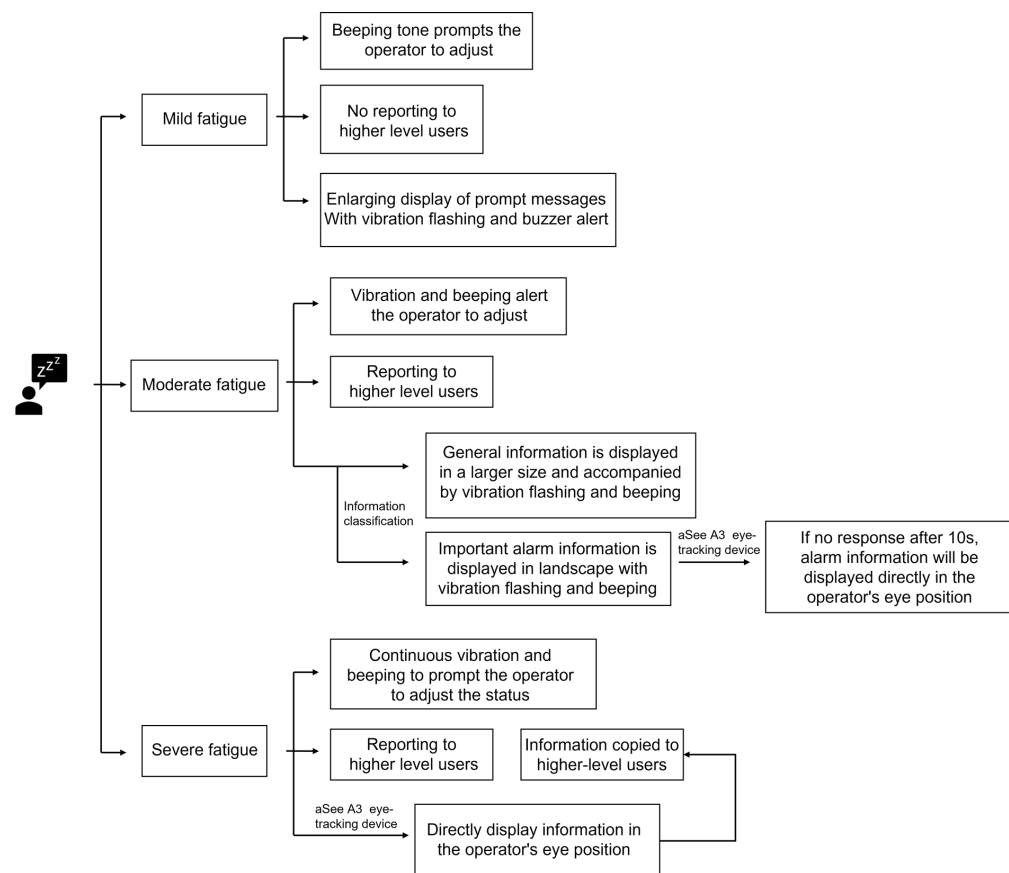 Beeping tone prompts the
operator to adjust
Mild fatigue
No reporting to
higher level users
Enlarging display of prompt messages
With vibration flashing and buzzer alert
zzz
Moderate fatigue
Vibration and beeping alert
the operator to adjust
Reporting to
higher level users
Information
classification
General information is displayed
in a larger size and accompanied
by vibration flashing and beeping
Important alarm information is
displayed in landscape with
vibration flashing and beeping
aSee A3 eye-
tracking device
If no response after 10s,
alarm information will be
displayed directly in the
operator's eye position
Severe fatigue
Continuous vibration and
beeping to prompt the operator
to adjust the status
Reporting to
higher level users
Information copied to
higher-level users
aSee A3 eye-
tracking device
Directly display information in
the operator's eye position